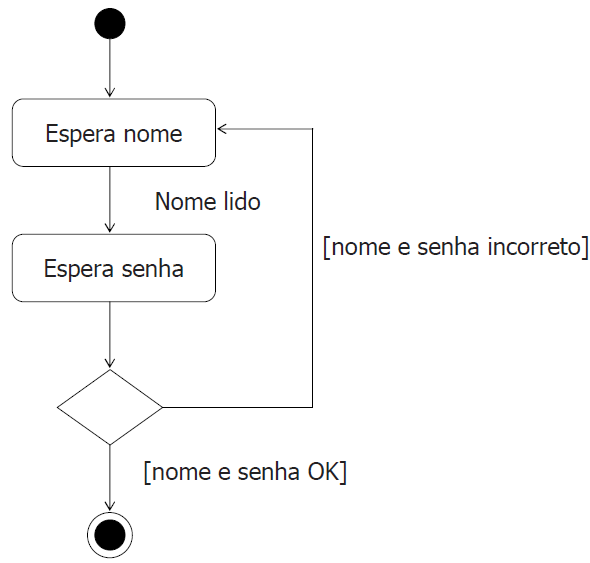 Espera nome
Nome lido
[nome e senha incorreto]
Espera senha
[nome e senha OK]